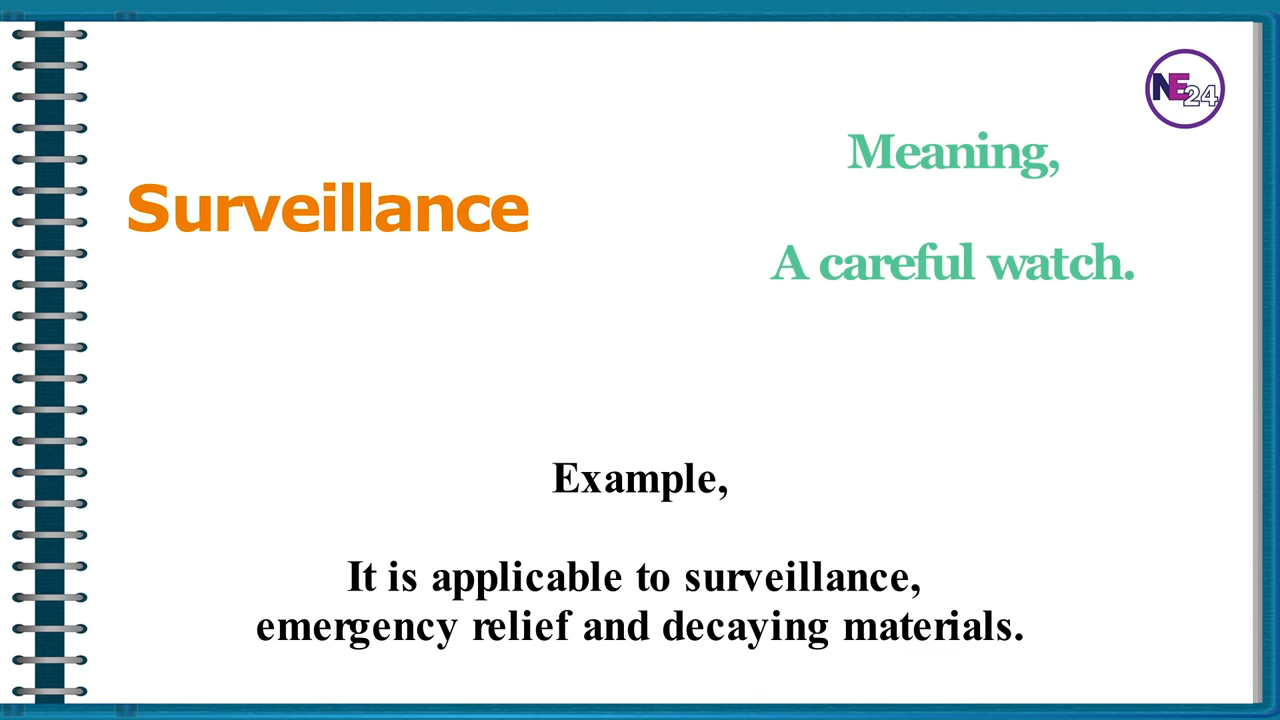 NE24
Surveillance
Meaning,
A careful watch.
Example,
It is applicable to surveillance,
emergency relief and decaying materials.